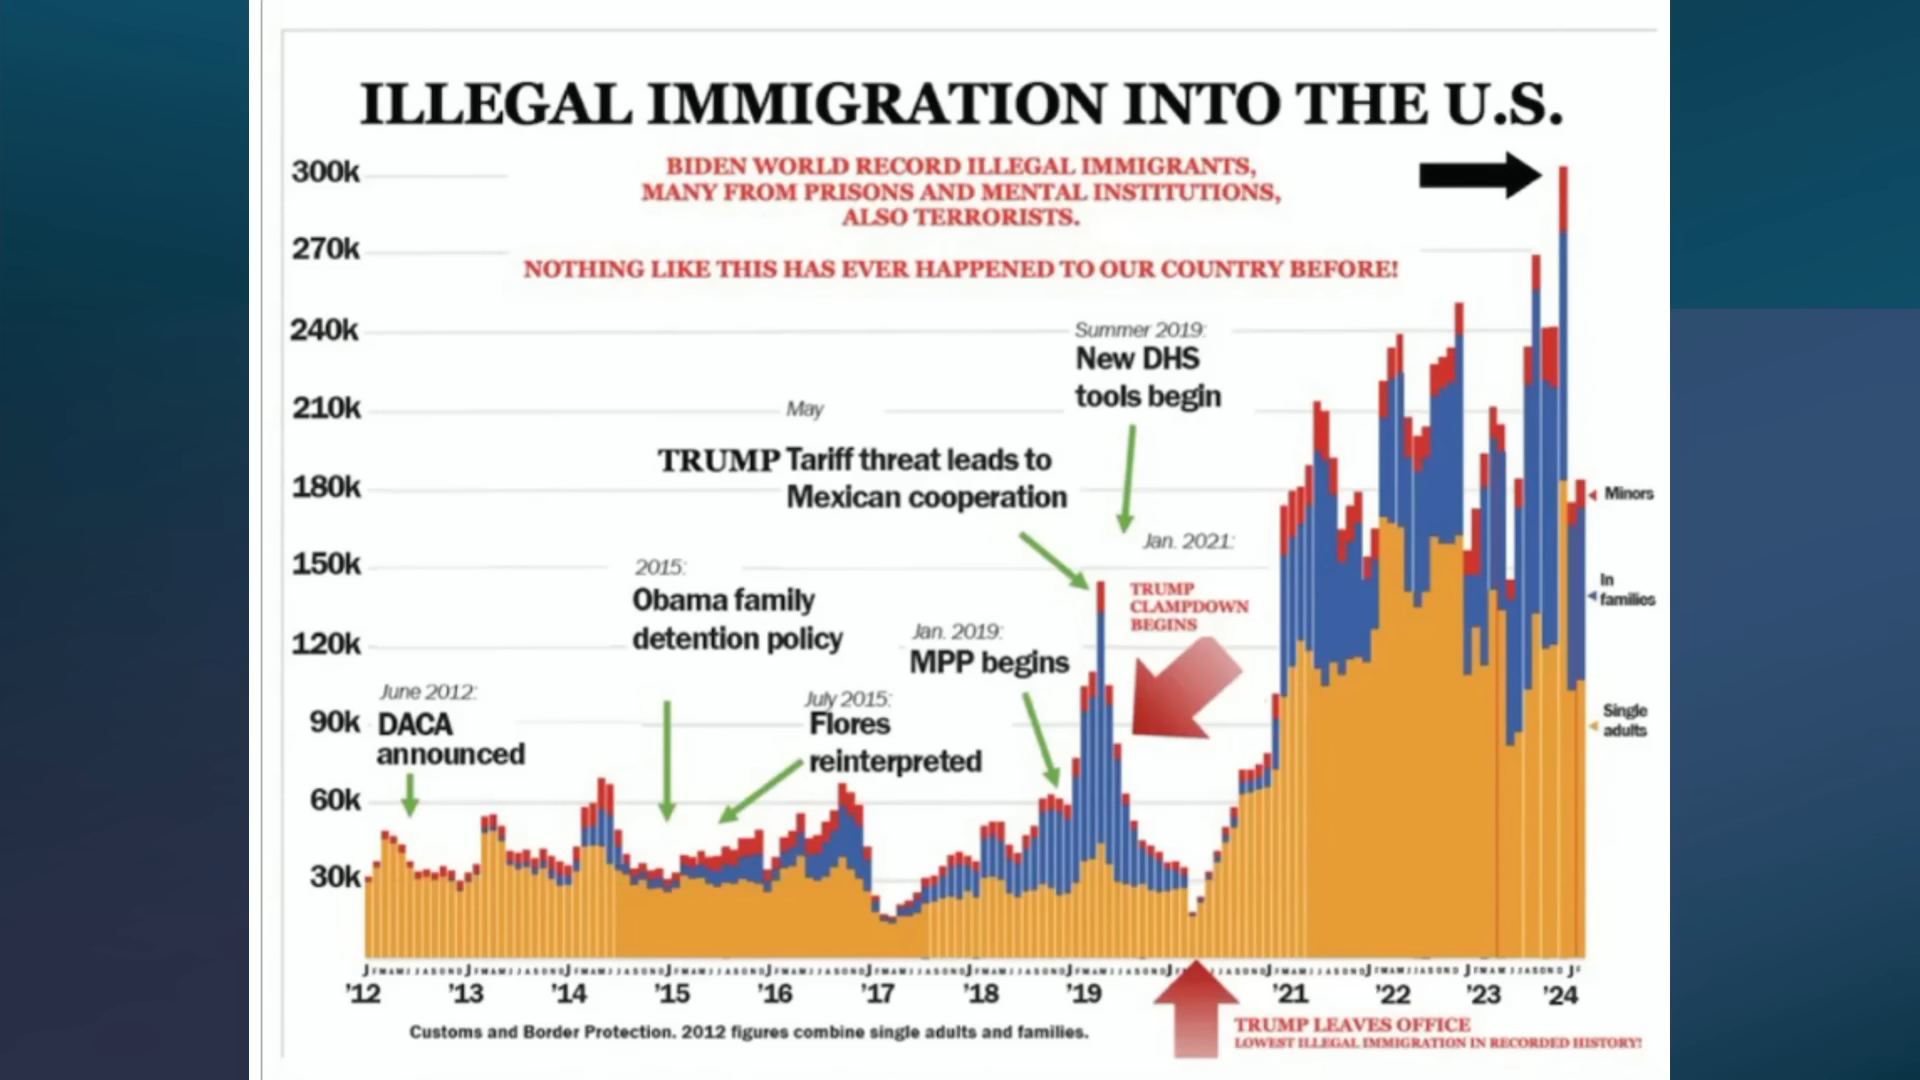 ILLEGAL IMMIGRATION INTO THE U.S.
300k
BIDEN WORLD RECORD ILLEGAL IMMIGRANTS,
MANY FROM PRISONS AND MENTAL INSTITUTIONS,
ALSO TERRORISTS.
270k
NOTHING LIKE THIS HAS EVER HAPPENED TO OUR COUNTRY BEFORE!
240k
Summer 2019:
New DHS
tools begin
210k
May
TRUMP Tariff threat leads to
Mexican cooperation
180k
Minors
Jan. 2021:
150k
2015:
Obama family
detention policy
TRUMP
CLAMPDOWN
BEGINS
In
families
120k
Jan. 2019:
MPP begins
June 2012:
DACA
announced
90k
July 2015:
Flores
reinterpreted
Single
adults
60k
30k
'12 '13 '14 '15 '16 '17 '18 '19 '21 '22 '23 '24
Customs and Border Protection. 2012 figures combine single adults and families.
TRUMP LEAVES OFFICE
LOWEST ILLEGAL IMMIGRATION IN RECORDED HISTORY!